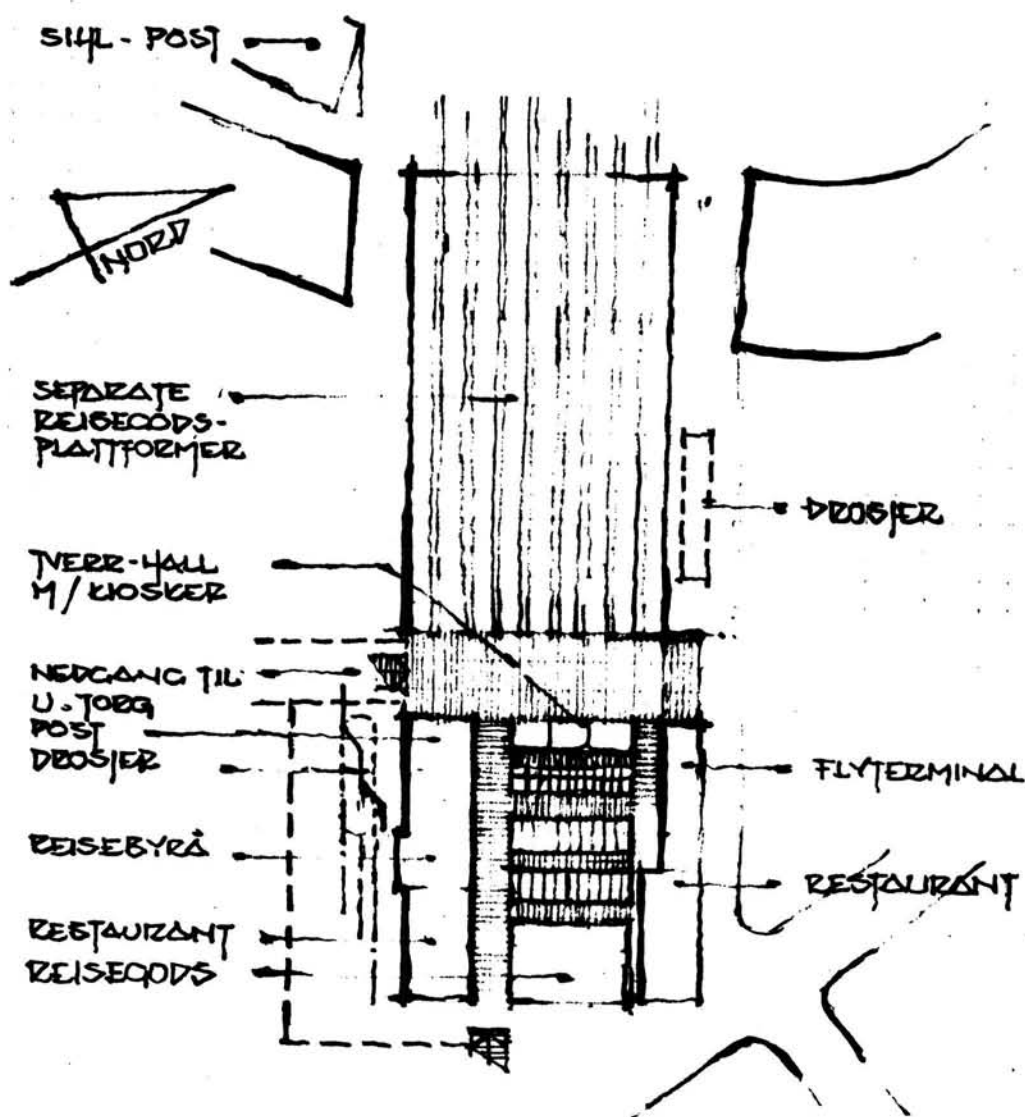 SIHL - POST
NORD
SEPARATE
REISEGODS-
PLATTFORMER
DROSJER
TVERR-HALL
M/ KIOSKER
NEDGANG TIL
U. TORG
POST
DROSJER
FLYTERMINAL
REISEBYRÅ
RESTAURANT
RESTAURANT
REISEGODS